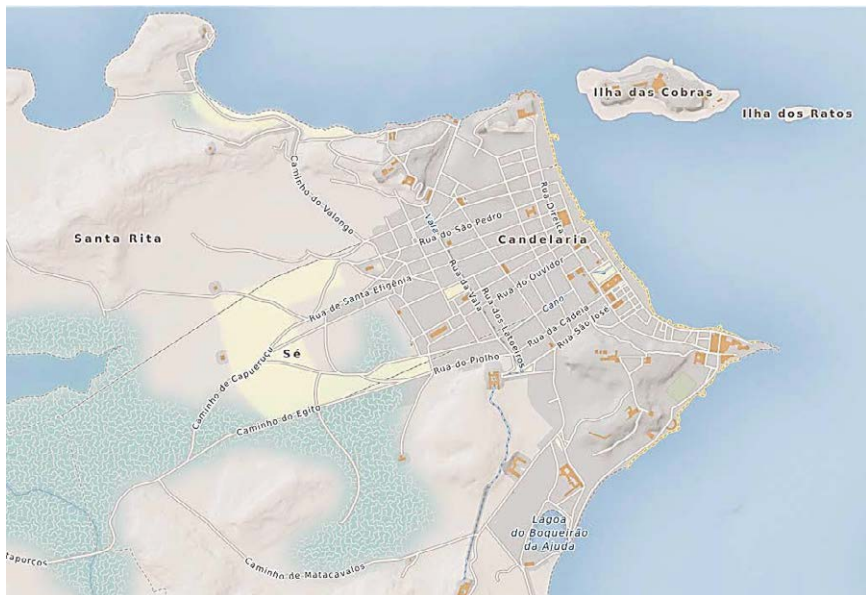 Ilha das Cobras
Ilha dos Ratos
Caminho do Valongo
Santa Rita
Vala
Rua do São Pedro
Rua Direita
Candelaria
Rua de Santa Efigênia
Rua da Vala
Rua do Ouvidor
Rua dos Latoeiros
Cano
Rua da Cadeia
Rua São José
Sé
Rua do Piolho
Caminho de Capueruçu
Caminho do Egito
Lagoa
do Boqueirão
da Ajuda
Caminho de Matacavalos